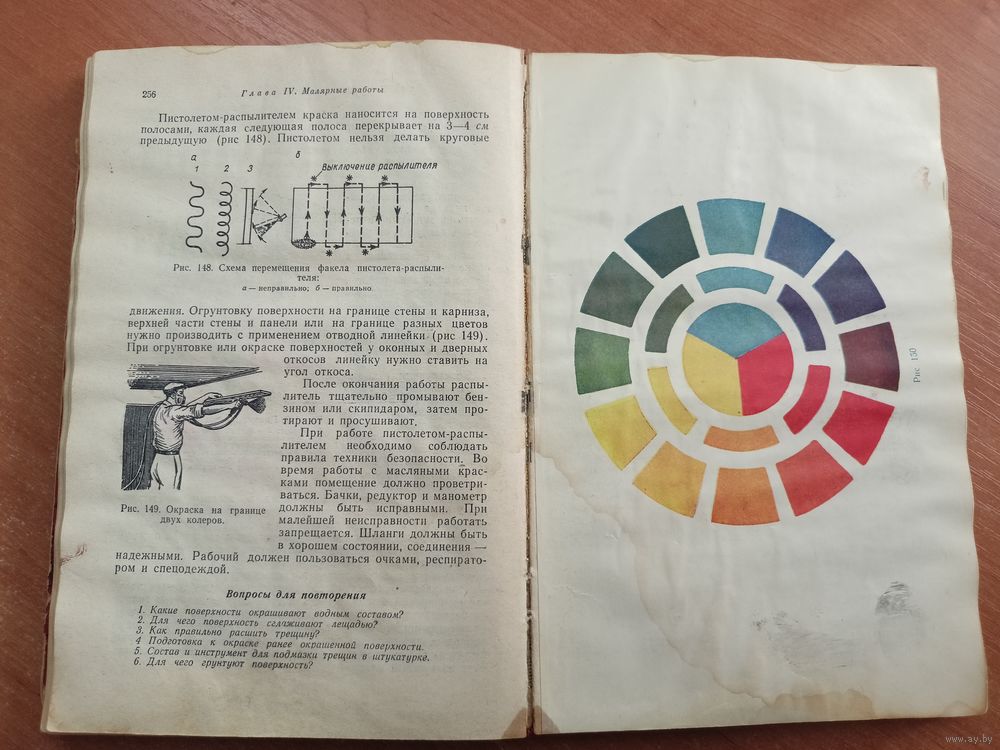 256
Глава IV. Малярные работы
Пистолетом-распылителем краска наносится на поверхность
полосами, каждая следующая полоса перекрывает на 3—4 см
предыдущую (рис 148). Пистолетом нельзя делать круговые
а
б
1 2 3
Выключение распылителя
Рис. 148. Схема перемещения факела пистолета-распыли-
теля:
а — неправильно; б — правильно
движения. Огрунтовку поверхности на границе стены и карниза,
верхней части стены и панели или на границе разных цветов
нужно производить с применением отводной линейки (рис 149).
При огрунтовке или окраске поверхностей у оконных и дверных
откосов линейку нужно ставить на
угол откоса.
После окончания работы распы-
литель тщательно промывают бен-
зином или скипидаром, затем про-
тирают и просушивают.
При работе пистолетом-распы-
лителем необходимо соблюдать
правила техники безопасности. Во
время работы с масляными крас-
ками помещение должно проветри-
ваться. Бачки, редуктор и манометр
должны быть исправными. При
малейшей неисправности работать
запрещается. Шланги должны быть
в хорошем состоянии, соединения —
надежными. Рабочий должен пользоваться очками, респирато-
ром и спецодеждой.
Рис. 149. Окраска на границе
двух колеров.
Вопросы для повторения
1. Какие поверхности окрашивают водным составом?
2. Для чего поверхность сглаживают лещадью?
3. Как правильно расшить трещину?
4 Подготовка к окраске ранее окрашенной поверхности.
5. Состав и инструмент для подмазки трещин в штукатурке.
6. Для чего грунтуют поверхность?
Рис 150
www.ay.by